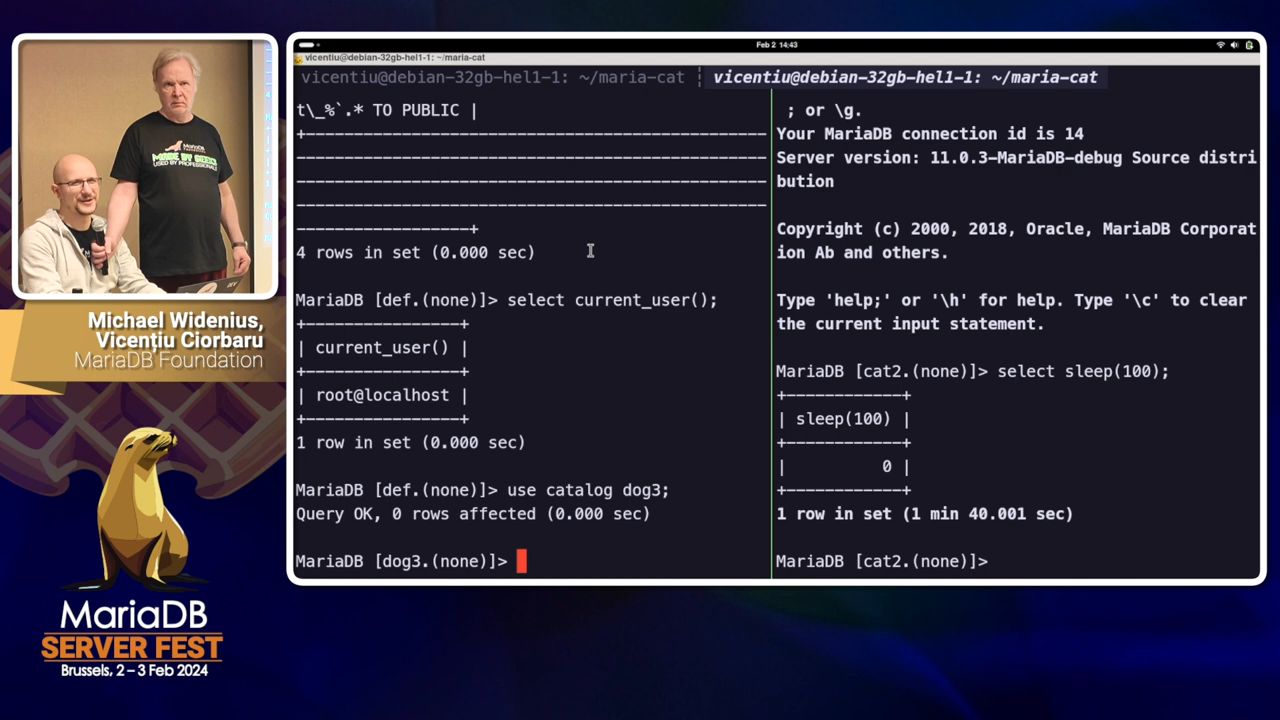 Feb 2 14:43
vicentiu@debian-32gb-hel1-1: ~/maria-cat
vicentiu@debian-32gb-hel1-1: ~/maria-cat ¦ vicentiu@debian-32gb-hel1-1: ~/maria-cat
t\_%`.* TO PUBLIC |
+-----------------------------------------------
------------------------------------------------
------------------------------------------------
------------------------------------------------
-----------------+
4 rows in set (0.000 sec)
MariaDB [def.(none)]> select current_user();
+----------------+
| current_user() |
+----------------+
| root@localhost |
+----------------+
1 row in set (0.000 sec)
MariaDB [def.(none)]> use catalog dog3;
Query OK, 0 rows affected (0.000 sec)
MariaDB [dog3.(none)]>
; or \g.
Your MariaDB connection id is 14
Server version: 11.0.3-MariaDB-debug Source distri
bution
Copyright (c) 2000, 2018, Oracle, MariaDB Corporat
ion Ab and others.
Type 'help;' or '\h' for help. Type '\c' to clear
the current input statement.
MariaDB [cat2.(none)]> select sleep(100);
+------------+
| sleep(100) |
+------------+
|          0 |
+------------+
1 row in set (1 min 40.001 sec)
MariaDB [cat2.(none)]>
MariaDB
MADE BY GEEKS
USED BY PROFESSIONALS
Michael Widenius,
Vicențiu Ciorbaru
MariaDB Foundation
MariaDB
SERVER FEST
Brussels, 2 – 3 Feb 2024